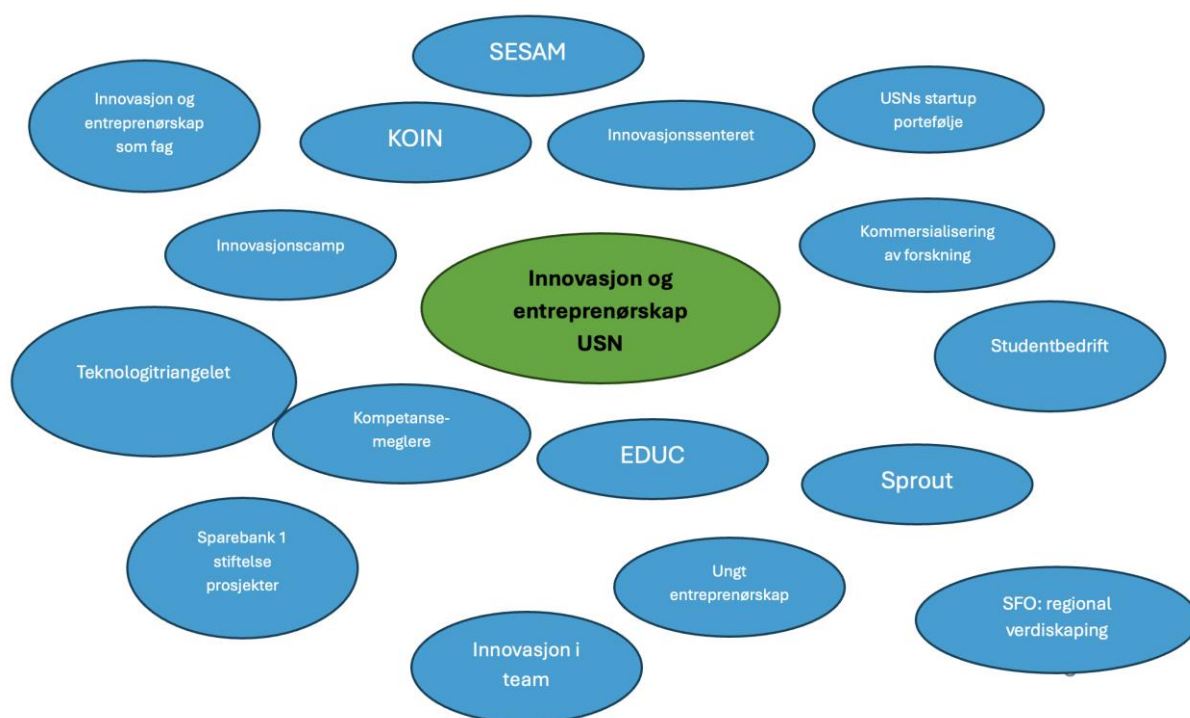 SESAM
Innovasjon og
entreprenørskap
som fag
KOIN
Innovasjonssenteret
USNs startup
portefølje
Innovasjonscamp
Kommersialisering
av forskning
Innovasjon og
entreprenørskap
USN
Teknologitriangelet
Studentbedrift
Kompetanse-
meglere
EDUC
Sprout
Sparebank 1
stiftelse
prosjekter
Ungt
entreprenørskap
SFO: regional
verdiskaping
Innovasjon i
team